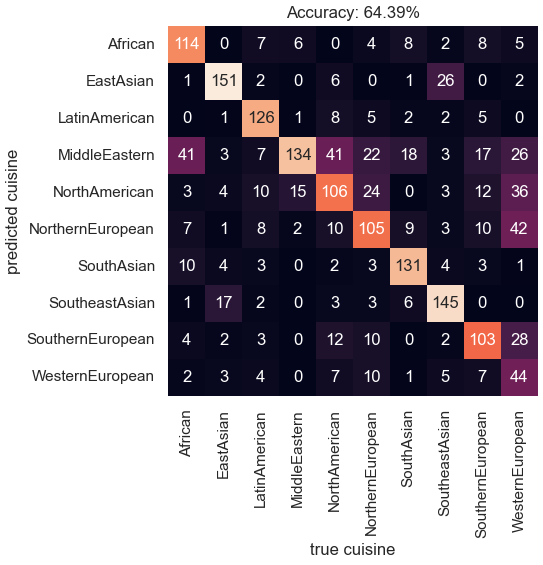 Accuracy: 64.39%
African 114 0 7 6 0 4 8 2 8 5
EastAsian 1 151 2 0 6 0 1 26 0 2
LatinAmerican 0 1 126 1 8 5 2 2 5 0
MiddleEastern 41 3 7 134 41 22 18 3 17 26
NorthAmerican 3 4 10 15 106 24 0 3 12 36
NorthernEuropean 7 1 8 2 10 105 9 3 10 42
SouthAsian 10 4 3 0 2 3 131 4 3 1
SoutheastAsian 1 17 2 0 3 3 6 145 0 0
SouthernEuropean 4 2 3 0 12 10 0 2 103 28
WesternEuropean 2 3 4 0 7 10 1 5 7 44
predicted cuisine
African
EastAsian
LatinAmerican
MiddleEastern
NorthAmerican
NorthernEuropean
SouthAsian
SoutheastAsian
SouthernEuropean
WesternEuropean
true cuisine